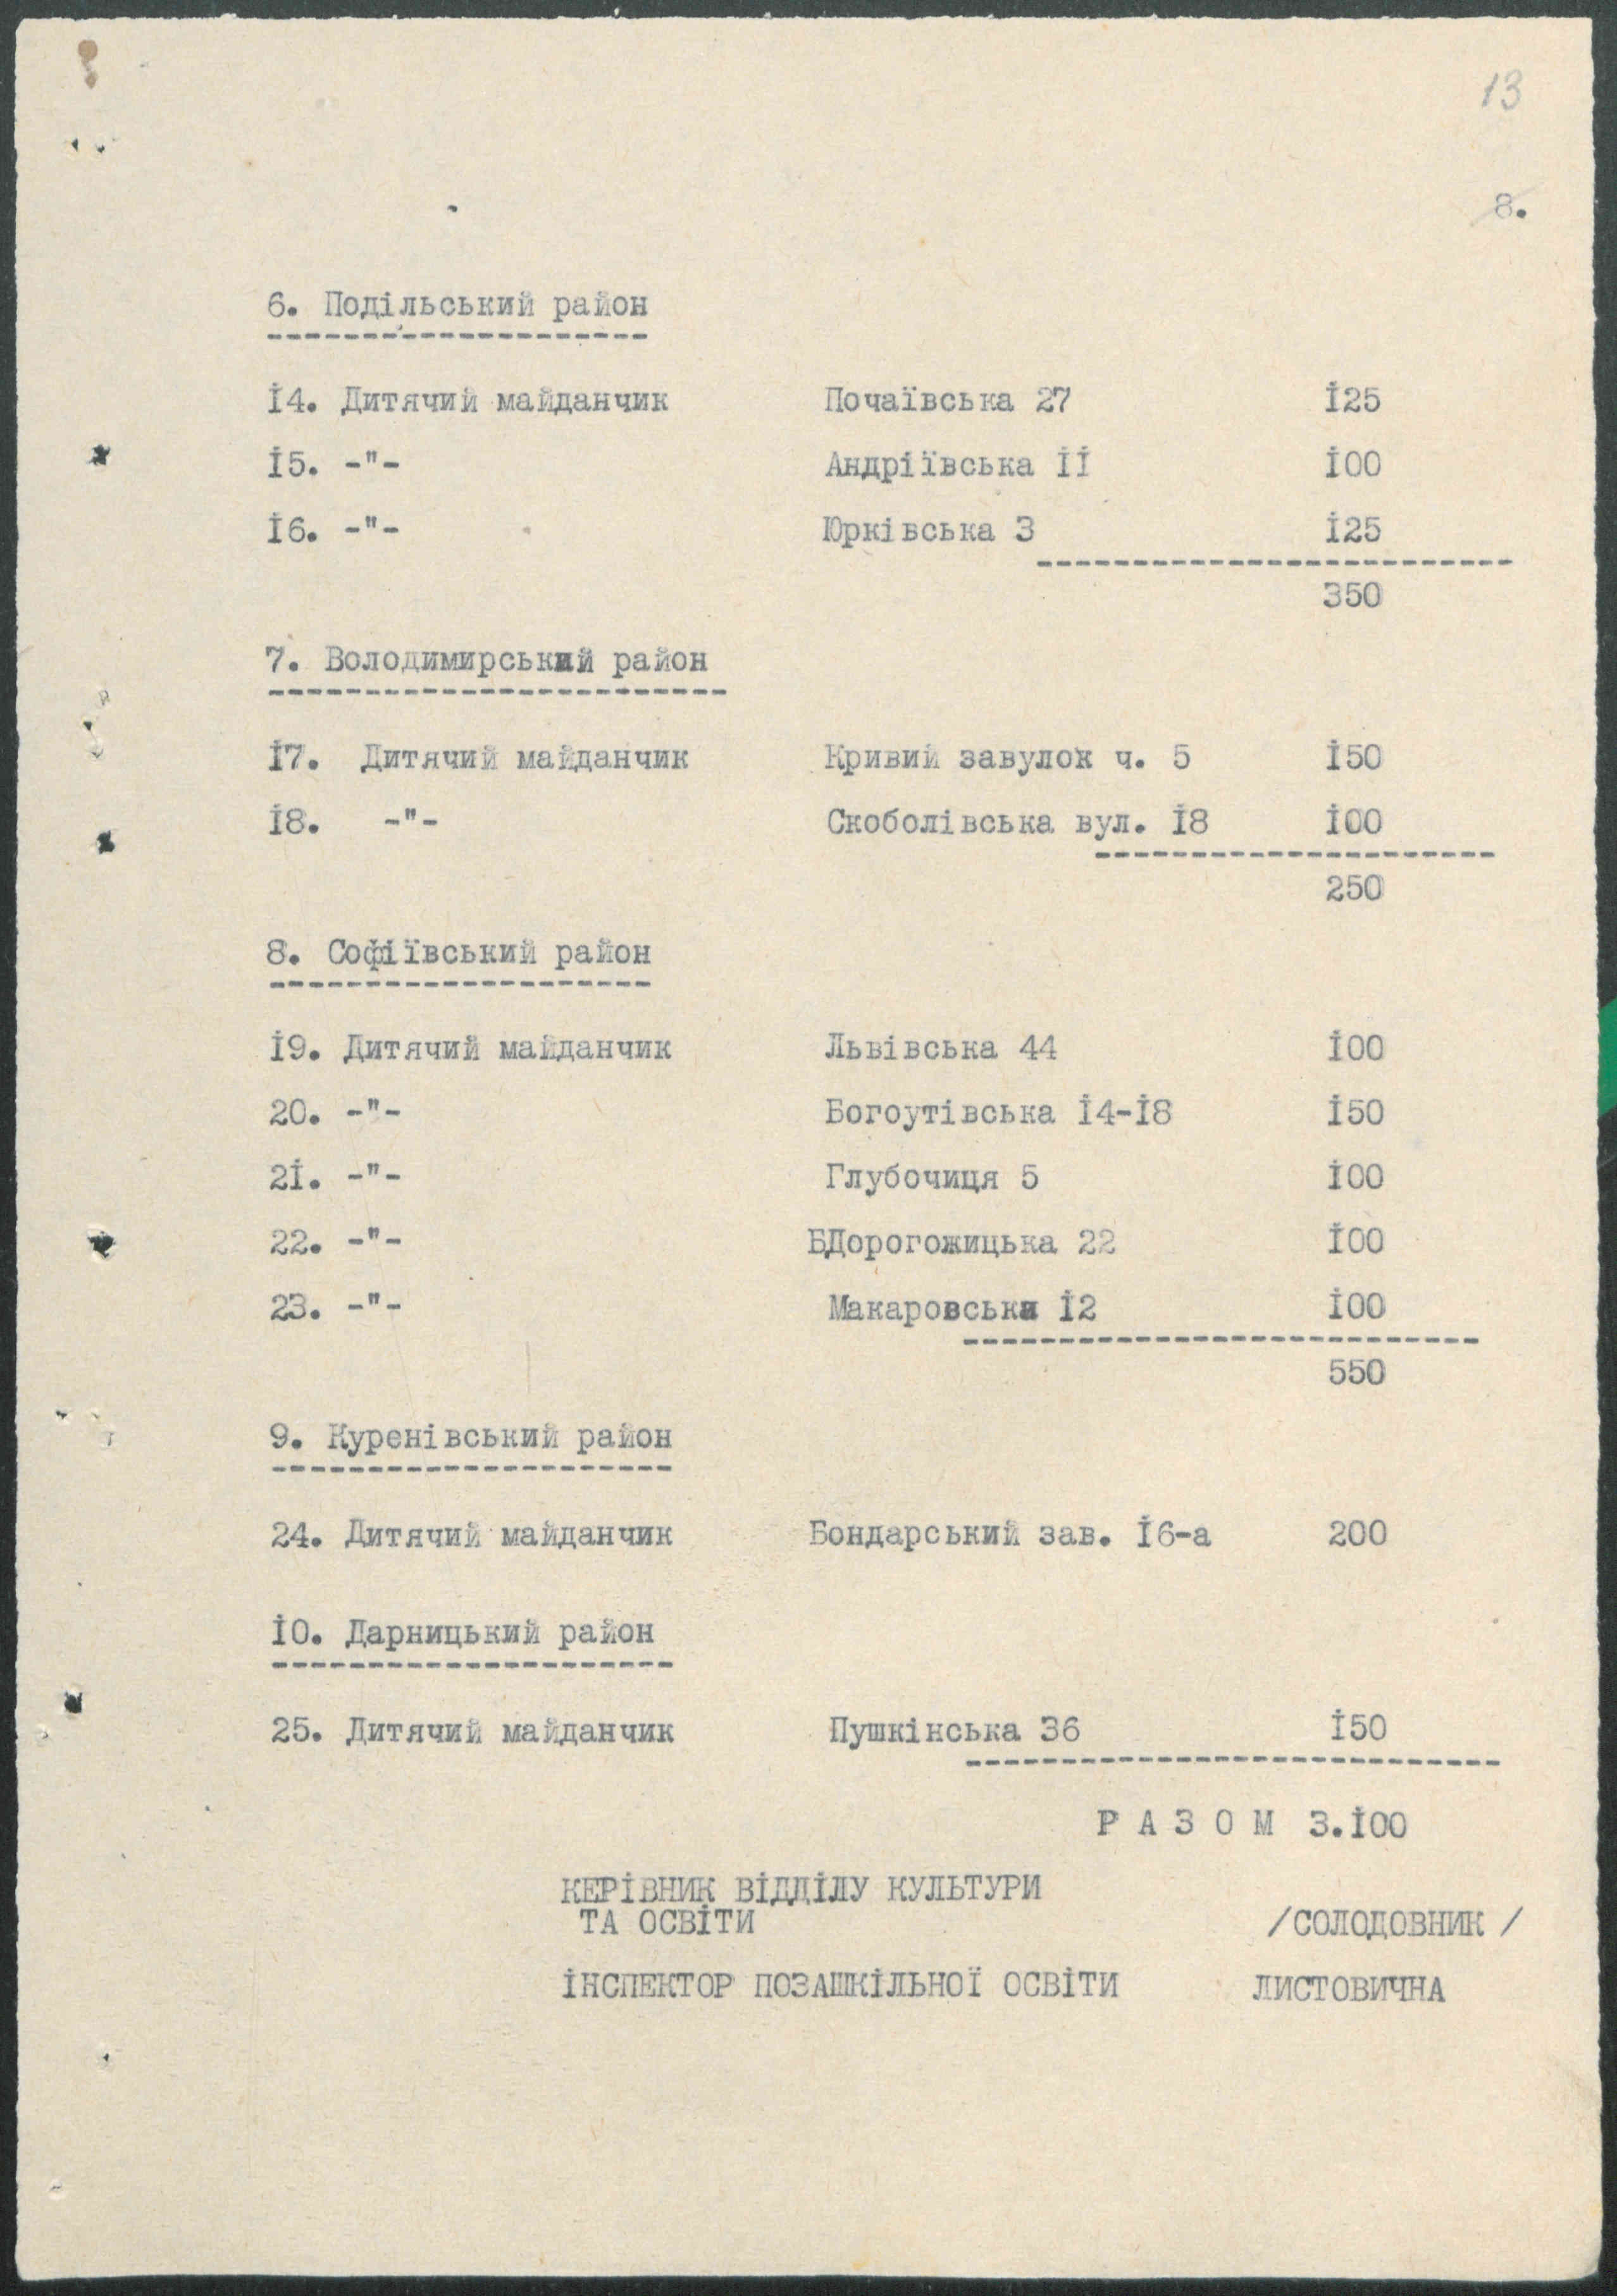 13
8.
6. Подільський район
І4. Дитячий майданчик Почаївська 27 І25
І5. -"- Андріївська ІІ І00
І6. -"- Юрківська 3 І25
350
7. Володимирський район
І7. Дитячий майданчик Кривий завулок ч. 5 І50
І8. -"- Скоболівська вул. І8 І00
250
8. Софіївський район
І9. Дитячий майданчик Львівська 44 І00
20. -"- Богоутівська І4-І8 І50
2І. -"- Глубочиця 5 І00
22. -"- БДорогожицька 22 І00
23. -"- Макаровська І2 І00
550
9. Куренівський район
24. Дитячий майданчик Бондарський зав. І6-а 200
І0. Дарницький район
25. Дитячий майданчик Пушкінська 36 І50
Р А З О М 3.І00
КЕРІВНИК ВІДДІЛУ КУЛЬТУРИ
ТА ОСВІТИ /СОЛОДОВНИК /
ІНСПЕКТОР ПОЗАШКІЛЬНОЇ ОСВІТИ ЛИСТОВИЧНА